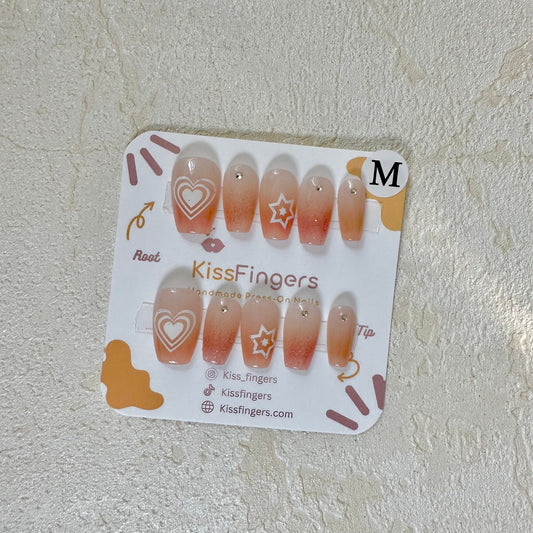 M
Root
KissFingers
Handmade Press-On Nails
Tip
Kiss_fingers
Kissfingers
Kissfingers.com